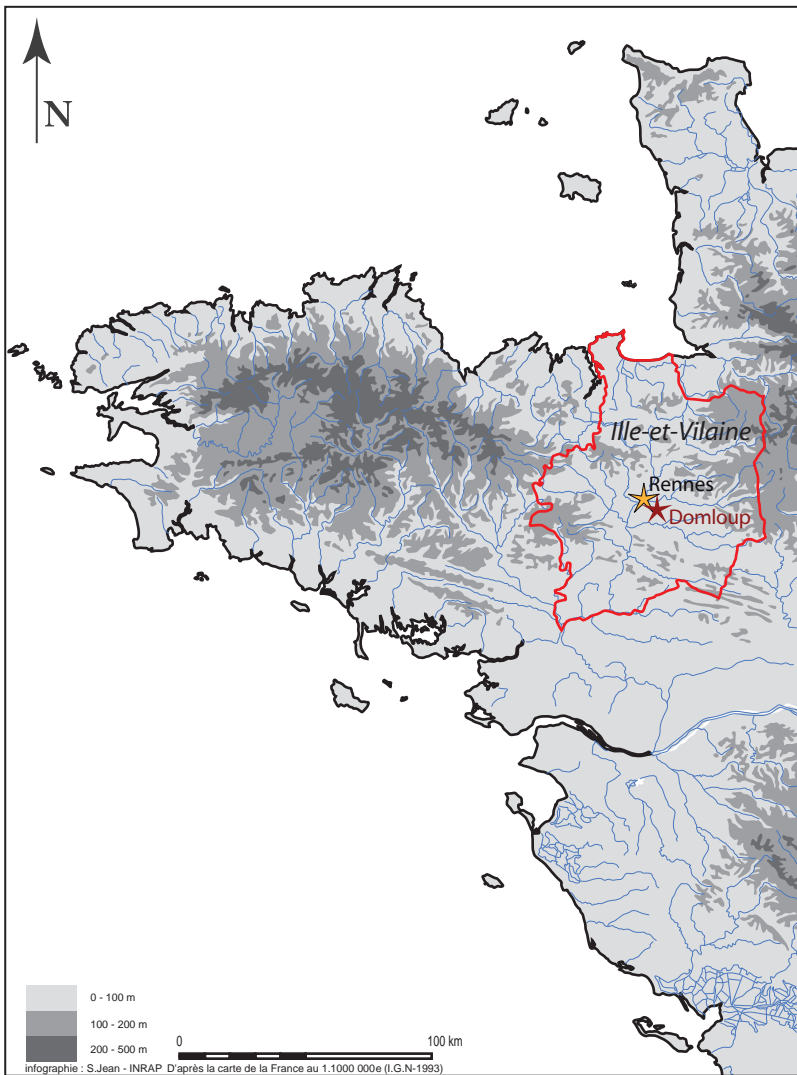 N
Ille-et-Vilaine
Rennes
Domloup
0 - 100 m
100 - 200 m
200 - 500 m
0 100 km
infographie : S.Jean - INRAP D'après la carte de la France au 1.1000 000e (I.G.N-1993)